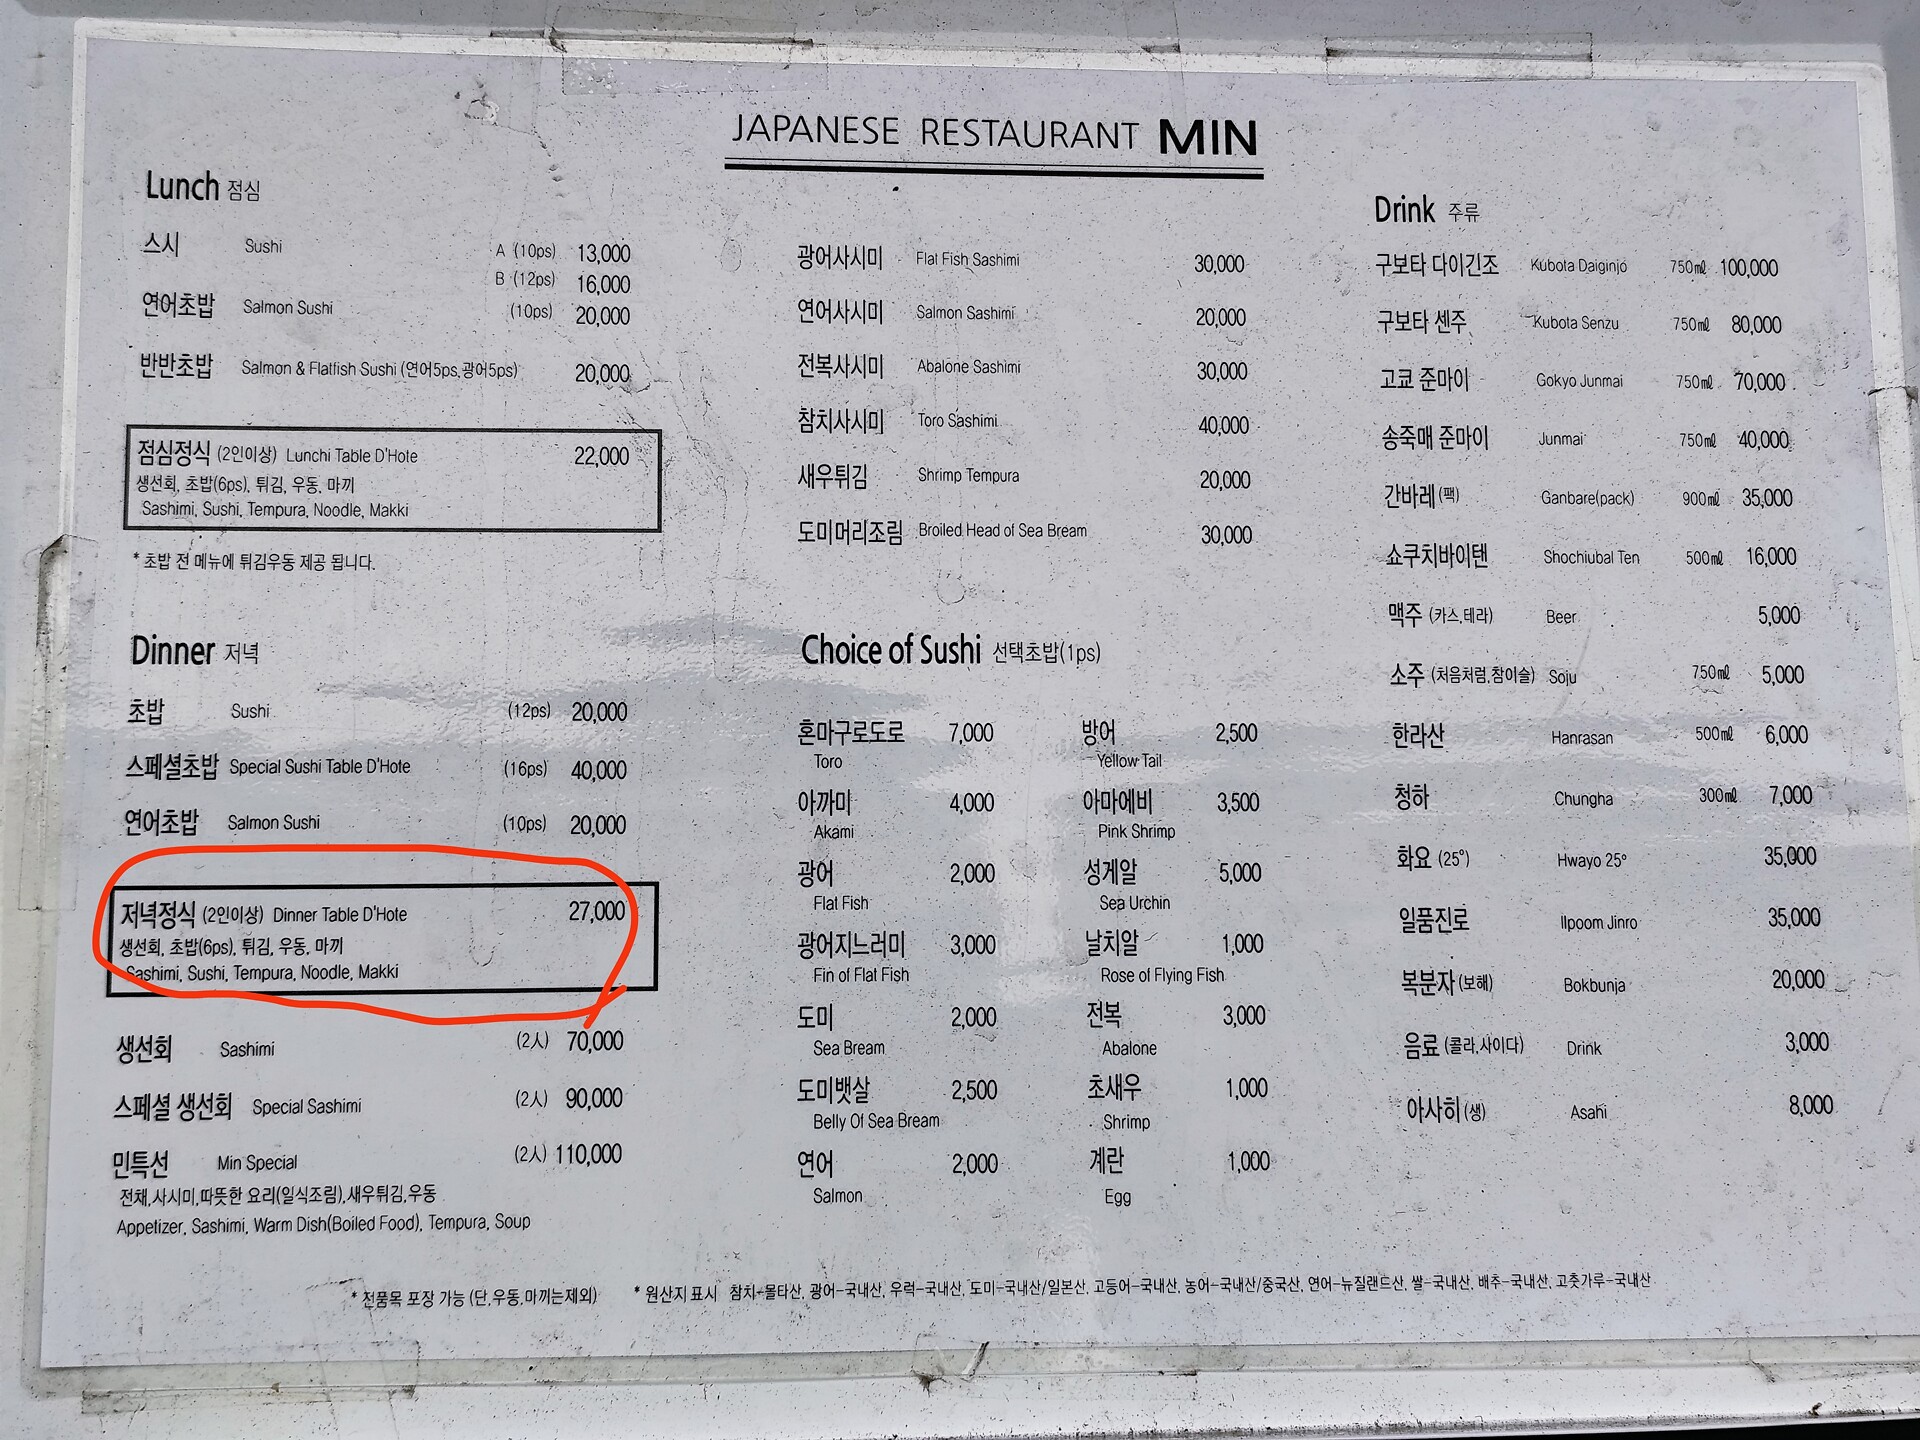 JAPANESE RESTAURANT MIN
Lunch 점심
스시 Sushi A (10ps) 13,000
B (12ps) 16,000
연어초밥 Salmon Sushi (10ps) 20,000
반반초밥 Salmon & Flatfish Sushi (연어5ps,광어5ps) 20,000
점심정식 (2인이상) Lunchi Table D'Hote 22,000
생선회, 초밥(6ps), 튀김, 우동, 마끼
Sashimi, Sushi, Tempura, Noodle, Makki
* 초밥 전 메뉴에 튀김우동 제공 됩니다.
Dinner 저녁
초밥 Sushi (12ps) 20,000
스페셜초밥 Special Sushi Table D'Hote (16ps) 40,000
연어초밥 Salmon Sushi (10ps) 20,000
저녁정식 (2인이상) Dinner Table D'Hote 27,000
생선회, 초밥(6ps), 튀김, 우동, 마끼
Sashimi, Sushi, Tempura, Noodle, Makki
생선회 Sashimi (2人) 70,000
스페셜 생선회 Special Sashimi (2人) 90,000
민특선 Min Special (2人) 110,000
전채,사시미,따뜻한 요리(일식조림),새우튀김,우동
Appetizer, Sashimi, Warm Dish(Boiled Food), Tempura, Soup
광어사시미 Flat Fish Sashimi 30,000
연어사시미 Salmon Sashimi 20,000
전복사시미 Abalone Sashimi 30,000
참치사시미 Toro Sashimi 40,000
새우튀김 Shrimp Tempura 20,000
도미머리조림 Broiled Head of Sea Bream 30,000
Choice of Sushi 선택초밥(1ps)
혼마구로도로 7,000 방어 2,500
Toro Yellow Tail
아까미 4,000 아마에비 3,500
Akami Pink Shrimp
광어 2,000 성게알 5,000
Flat Fish Sea Urchin
광어지느러미 3,000 날치알 1,000
Fin of Flat Fish Rose of Flying Fish
도미 2,000 전복 3,000
Sea Bream Abalone
도미뱃살 2,500 초새우 1,000
Belly Of Sea Bream Shrimp
연어 2,000 계란 1,000
Salmon Egg
Drink 주류
구보타 다이긴조 Kubota Daiginjo 750㎖ 100,000
구보타 센주 Kubota Senzu 750㎖ 80,000
고쿄 준마이 Gokyo Junmai 750㎖ 70,000
송죽매 준마이 Junmai 750㎖ 40,000
간바레(팩) Ganbare(pack) 900㎖ 35,000
쇼쿠치바이텐 Shochiubal Ten 500㎖ 16,000
맥주 (카스,테라) Beer 5,000
소주 (처음처럼,참이슬) Soju 750㎖ 5,000
한라산 Hanrasan 500㎖ 6,000
청하 Chungha 300㎖ 7,000
화요 (25°) Hwayo 25° 35,000
일품진로 Ilpoom Jinro 35,000
복분자 (보해) Bokbunja 20,000
음료 (콜라,사이다) Drink 3,000
아사히 (생) Asahi 8,000
* 전품목 포장 가능 (단,우동,마끼는제외) * 원산지 표시 참치-몰타산, 광어-국내산, 우럭-국내산, 도미-국내산/일본산, 고등어-국내산, 농어-국내산/중국산, 연어-뉴질랜드산, 쌀-국내산, 배추-국내산, 고춧가루-국내산